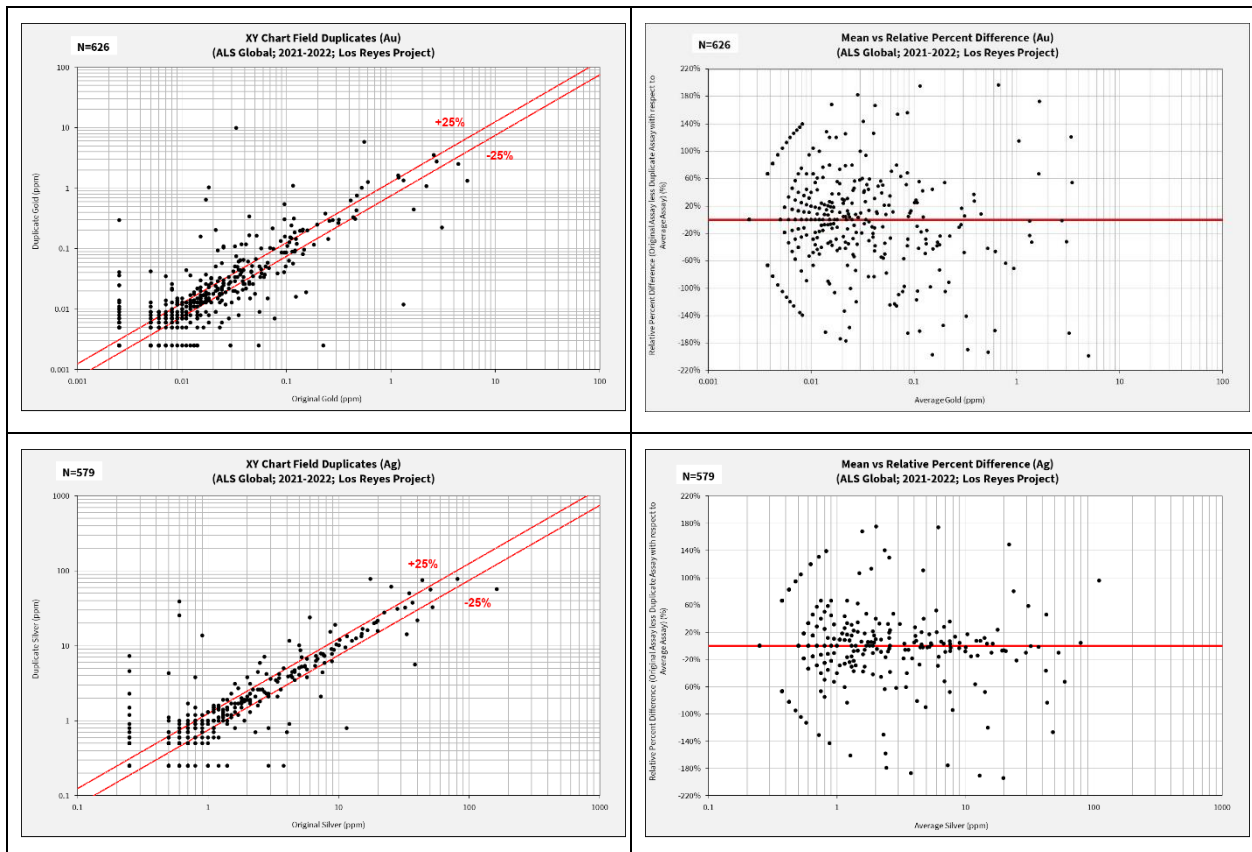 XY Chart Field Duplicates (Au)
(ALS Global; 2021-2022; Los Reyes Project)
N=626
100
10
1
0.1
0.01
0.001
Duplicate Gold (ppm)
+25%
-25%
0.001
0.01
0.1
1
10
100
Original Gold (ppm)
Mean vs Relative Percent Difference (Au)
(ALS Global; 2021-2022; Los Reyes Project)
N=626
220%
180%
140%
100%
60%
20%
-20%
-60%
-100%
-140%
-180%
-220%
Relative Percent Difference (Original Assay less Duplicate Assay with respect to
Average Assay) (%)
0.001
0.01
0.1
1
10
100
Average Gold (ppm)
XY Chart Field Duplicates (Ag)
(ALS Global; 2021-2022; Los Reyes Project)
N=579
1000
100
10
1
0.1
Duplicate Silver (ppm)
+25%
-25%
0.1
1
10
100
1000
Original Silver (ppm)
Mean vs Relative Percent Difference (Ag)
(ALS Global; 2021-2022; Los Reyes Project)
N=579
220%
180%
140%
100%
60%
20%
-20%
-60%
-100%
-140%
-180%
-220%
Relative Percent Difference (Original Assay less Duplicate Assay with respect to
Average Assay) (%)
0.1
1
10
100
1000
Average Silver (ppm)